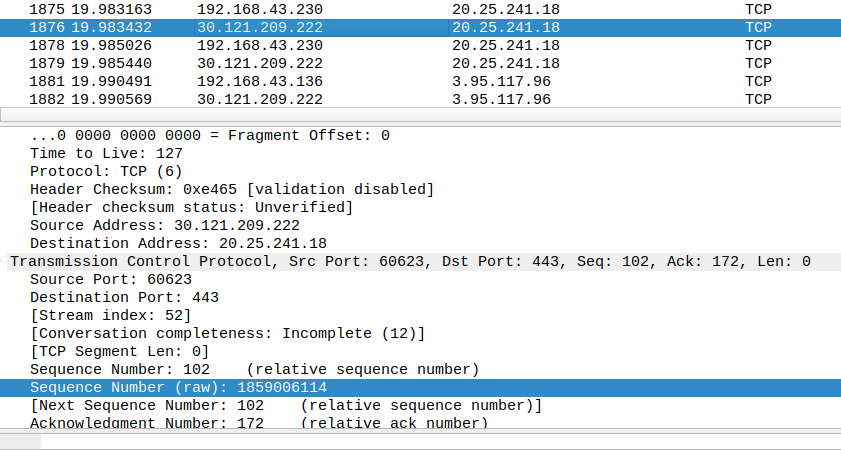 1875 19.983163 192.168.43.230 20.25.241.18 TCP
1876 19.983432 30.121.209.222 20.25.241.18 TCP
1878 19.985026 192.168.43.230 20.25.241.18 TCP
1879 19.985440 30.121.209.222 20.25.241.18 TCP
1881 19.990491 192.168.43.136 3.95.117.96 TCP
1882 19.990569 30.121.209.222 3.95.117.96 TCP
...0 0000 0000 0000 = Fragment Offset: 0
Time to Live: 127
Protocol: TCP (6)
Header Checksum: 0xe465 [validation disabled]
[Header checksum status: Unverified]
Source Address: 30.121.209.222
Destination Address: 20.25.241.18
Transmission Control Protocol, Src Port: 60623, Dst Port: 443, Seq: 102, Ack: 172, Len: 0
Source Port: 60623
Destination Port: 443
[Stream index: 52]
[Conversation completeness: Incomplete (12)]
[TCP Segment Len: 0]
Sequence Number: 102 (relative sequence number)
Sequence Number (raw): 1859006114
[Next Sequence Number: 102 (relative sequence number)]
Acknowledgment Number: 172 (relative ack number)